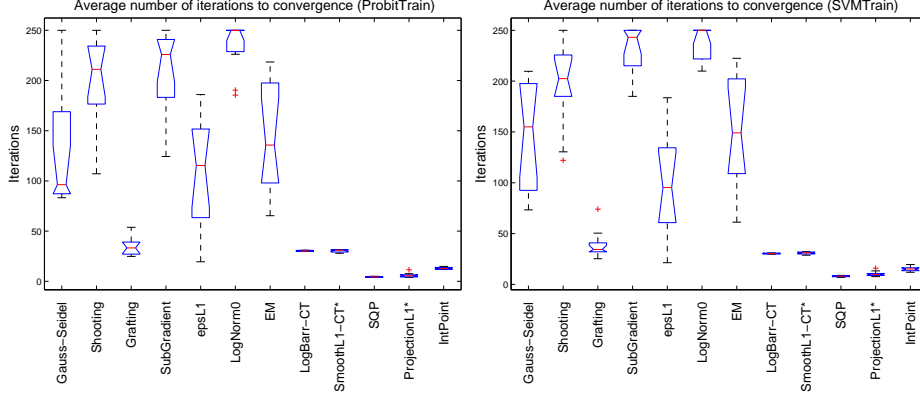 Average number of iterations to convergence (ProbitTrain)
250
200
150
100
50
0
Iterations
Gauss−Seidel
Shooting
Grafting
SubGradient
epsL1
LogNorm0
EM
LogBarr−CT
SmoothL1−CT*
SQP
ProjectionL1*
IntPoint
Average number of iterations to convergence (SVMTrain)
250
200
150
100
50
0
Iterations
Gauss−Seidel
Shooting
Grafting
SubGradient
epsL1
LogNorm0
EM
LogBarr−CT
SmoothL1−CT*
SQP
ProjectionL1*
IntPoint